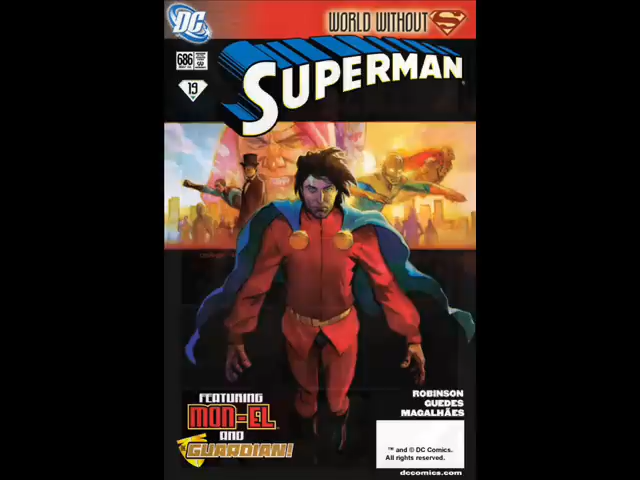 DC
WORLD WITHOUT
S
686
SUPERMAN
19
FEATURING
MON-EL
AND
GUARDIAN!
ROBINSON
GUEDES
MAGALHÃES
™ and © DC Comics.
All rights reserved.
dccomics.com